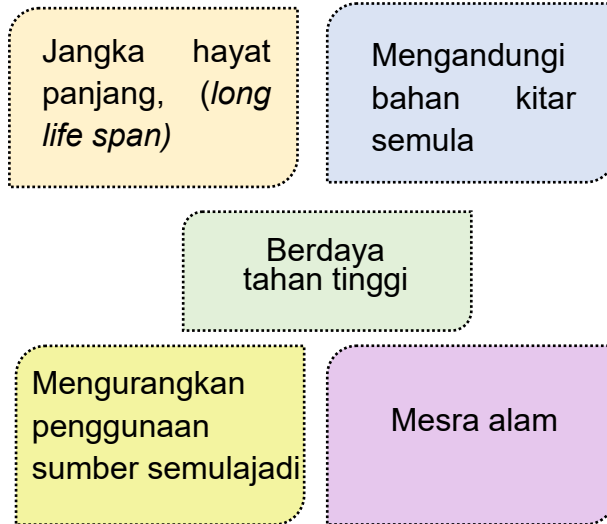 Jangka hayat
panjang, (long
life span)
Mengandungi
bahan kitar
semula
Berdaya
tahan tinggi
Mengurangkan
penggunaan
sumber semulajadi
Mesra alam